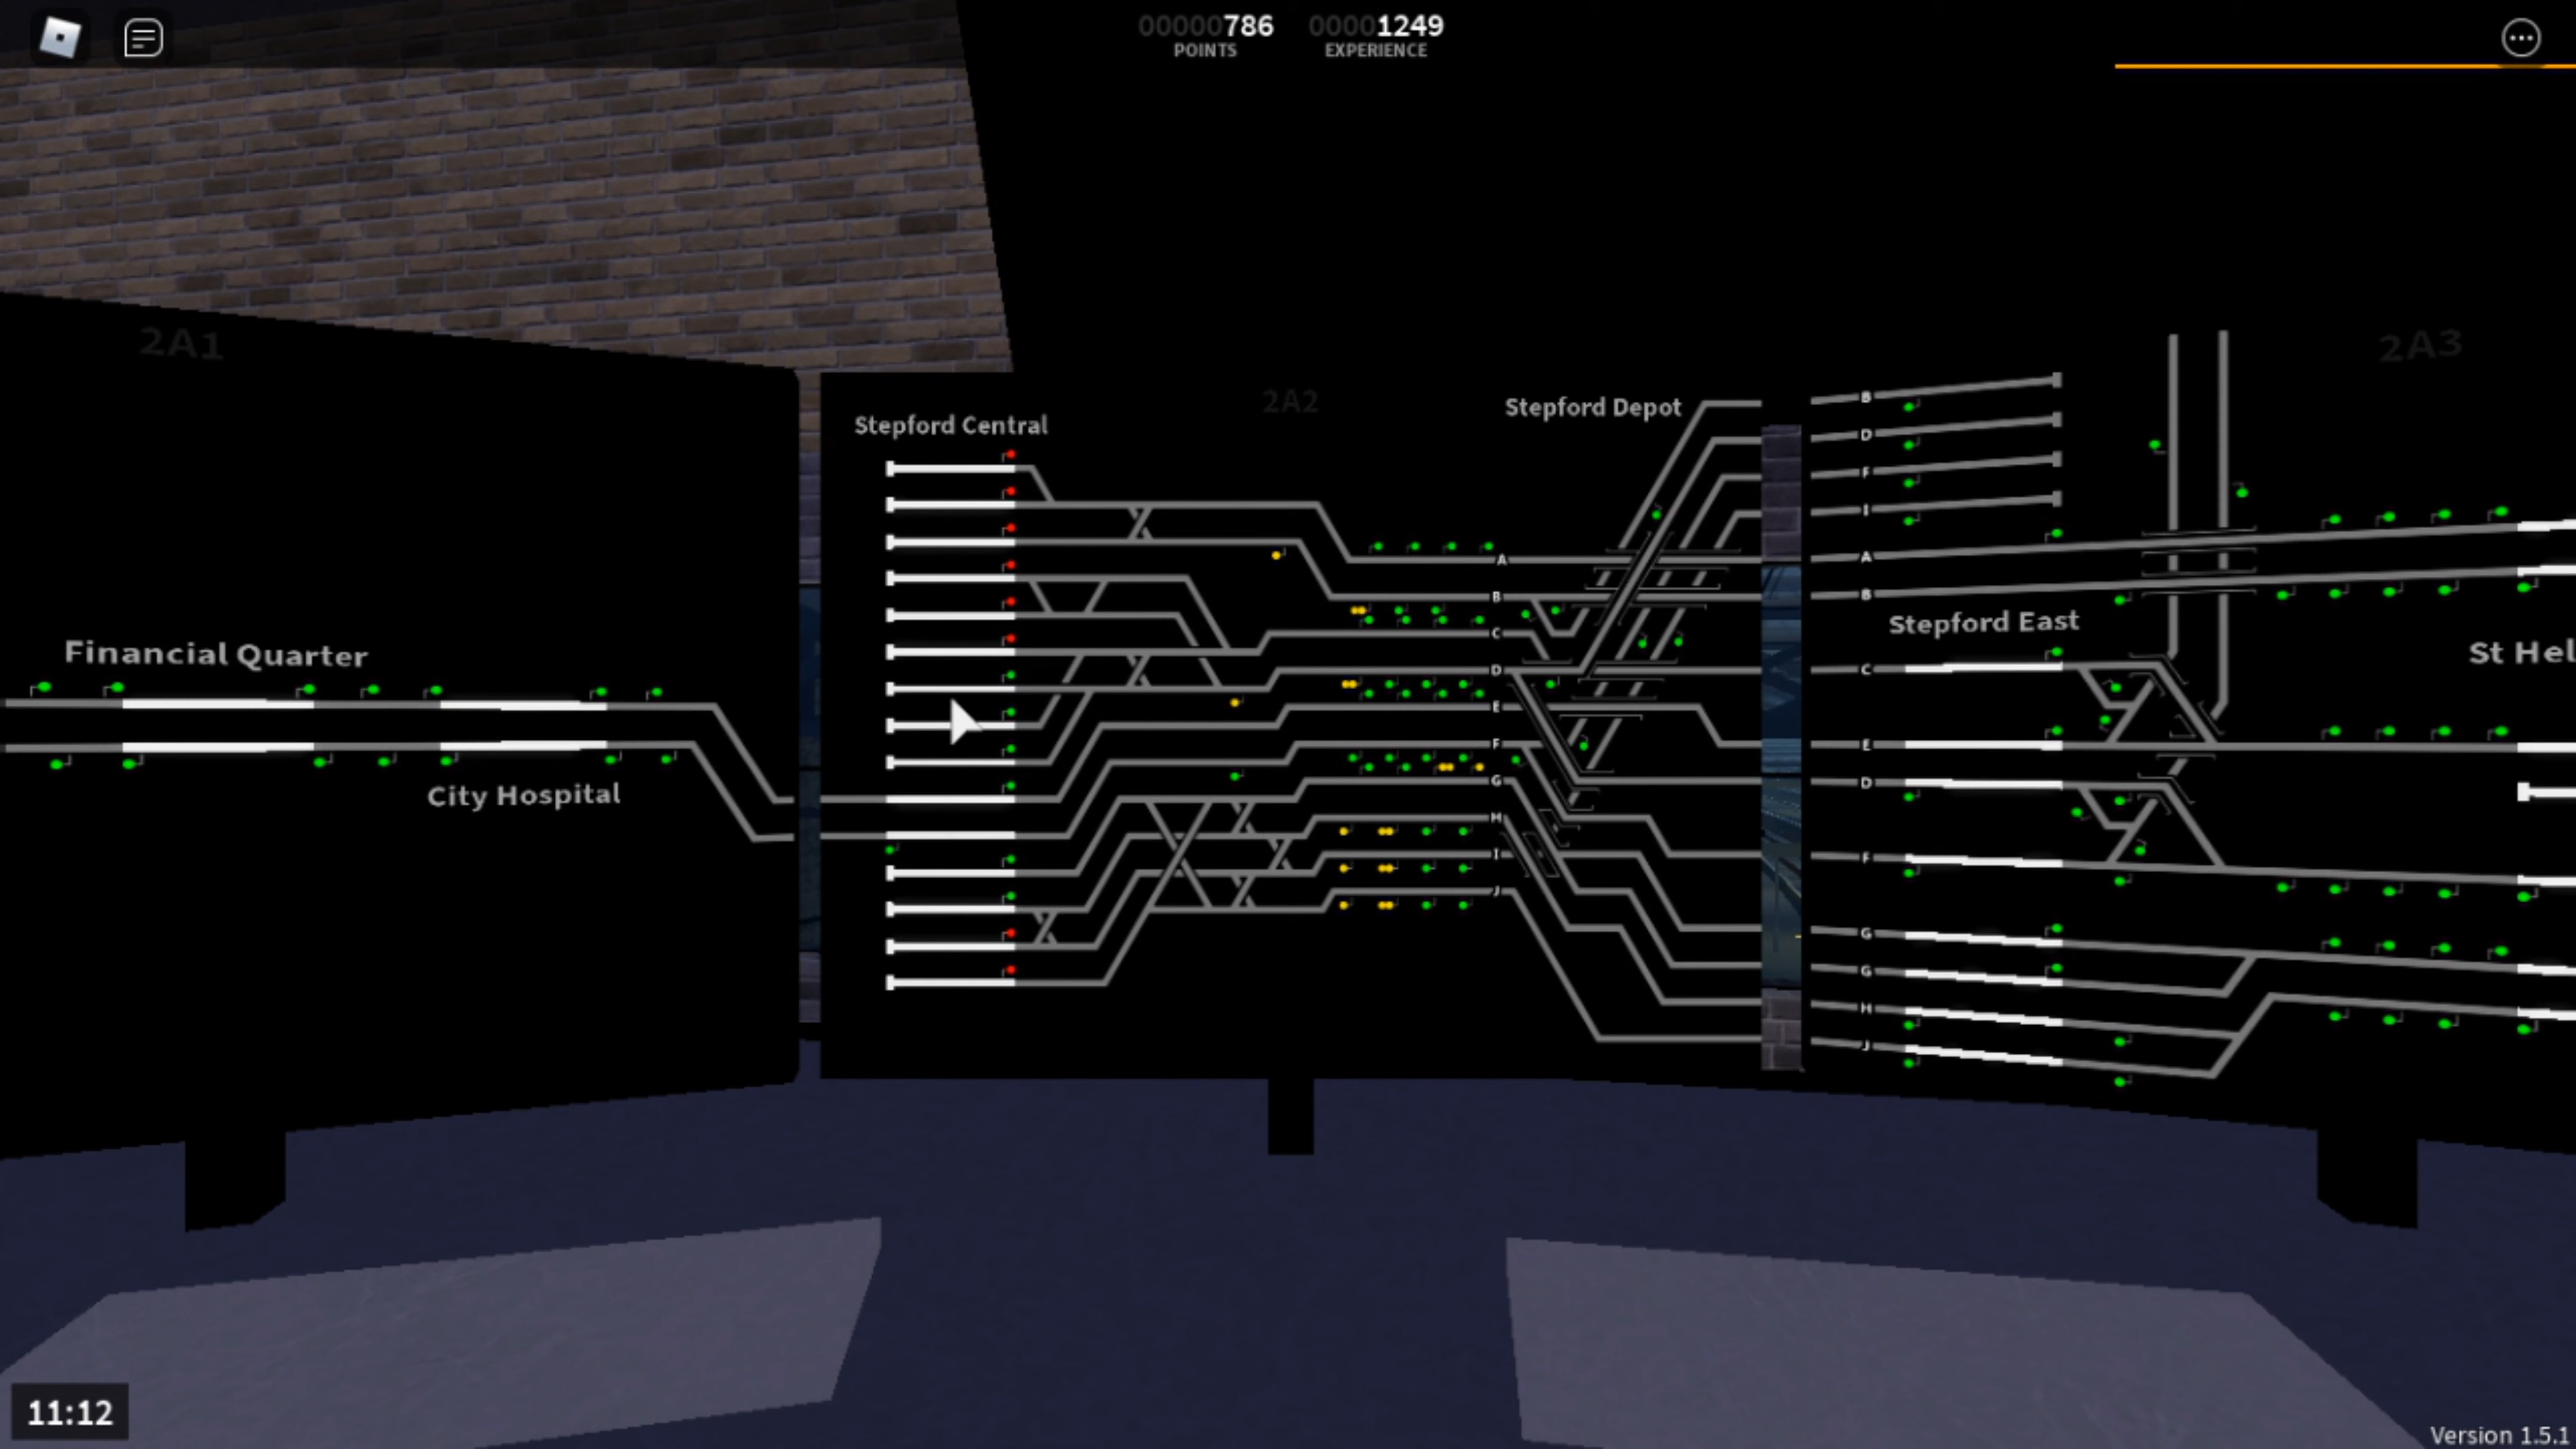 00000786
POINTS
00001249
EXPERIENCE
2A1
Financial Quarter
City Hospital
2A2
Stepford Central
Stepford Depot
A
B
C
D
E
F
G
H
I
J
2A3
B
D
F
I
A
B
Stepford East
C
E
D
F
G
G
H
J
St Hel
11:12
Version 1.5.1